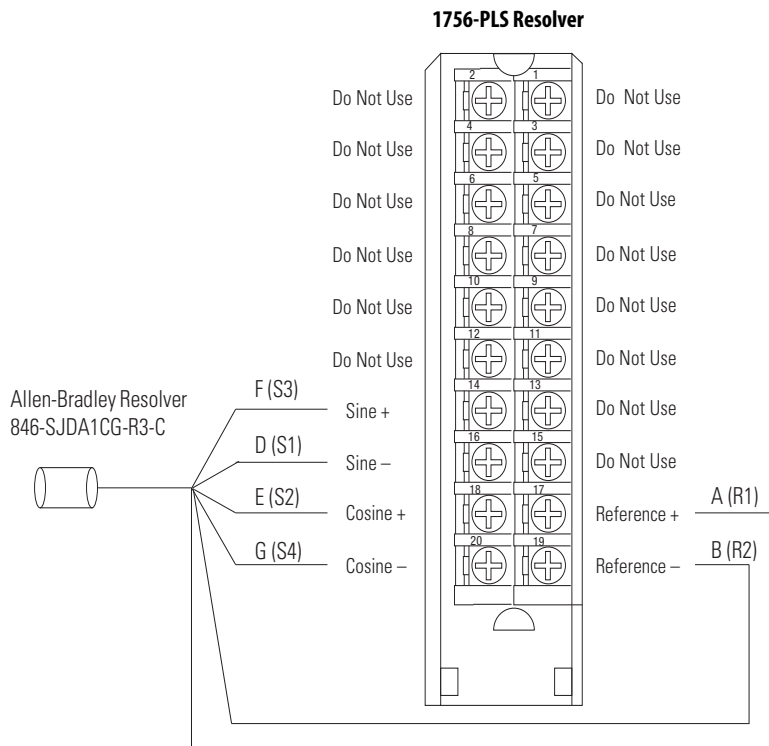 1756-PLS Resolver
Do Not Use 2 1 Do Not Use
Do Not Use 4 3 Do Not Use
Do Not Use 6 5 Do Not Use
Do Not Use 8 7 Do Not Use
Do Not Use 10 9 Do Not Use
Do Not Use 12 11 Do Not Use
Allen-Bradley Resolver
846-SJDA1CG-R3-C
F (S3) Sine + 14 13 Do Not Use
D (S1) Sine – 16 15 Do Not Use
E (S2) Cosine + 18 17 Reference + A (R1)
G (S4) Cosine – 20 19 Reference – B (R2)